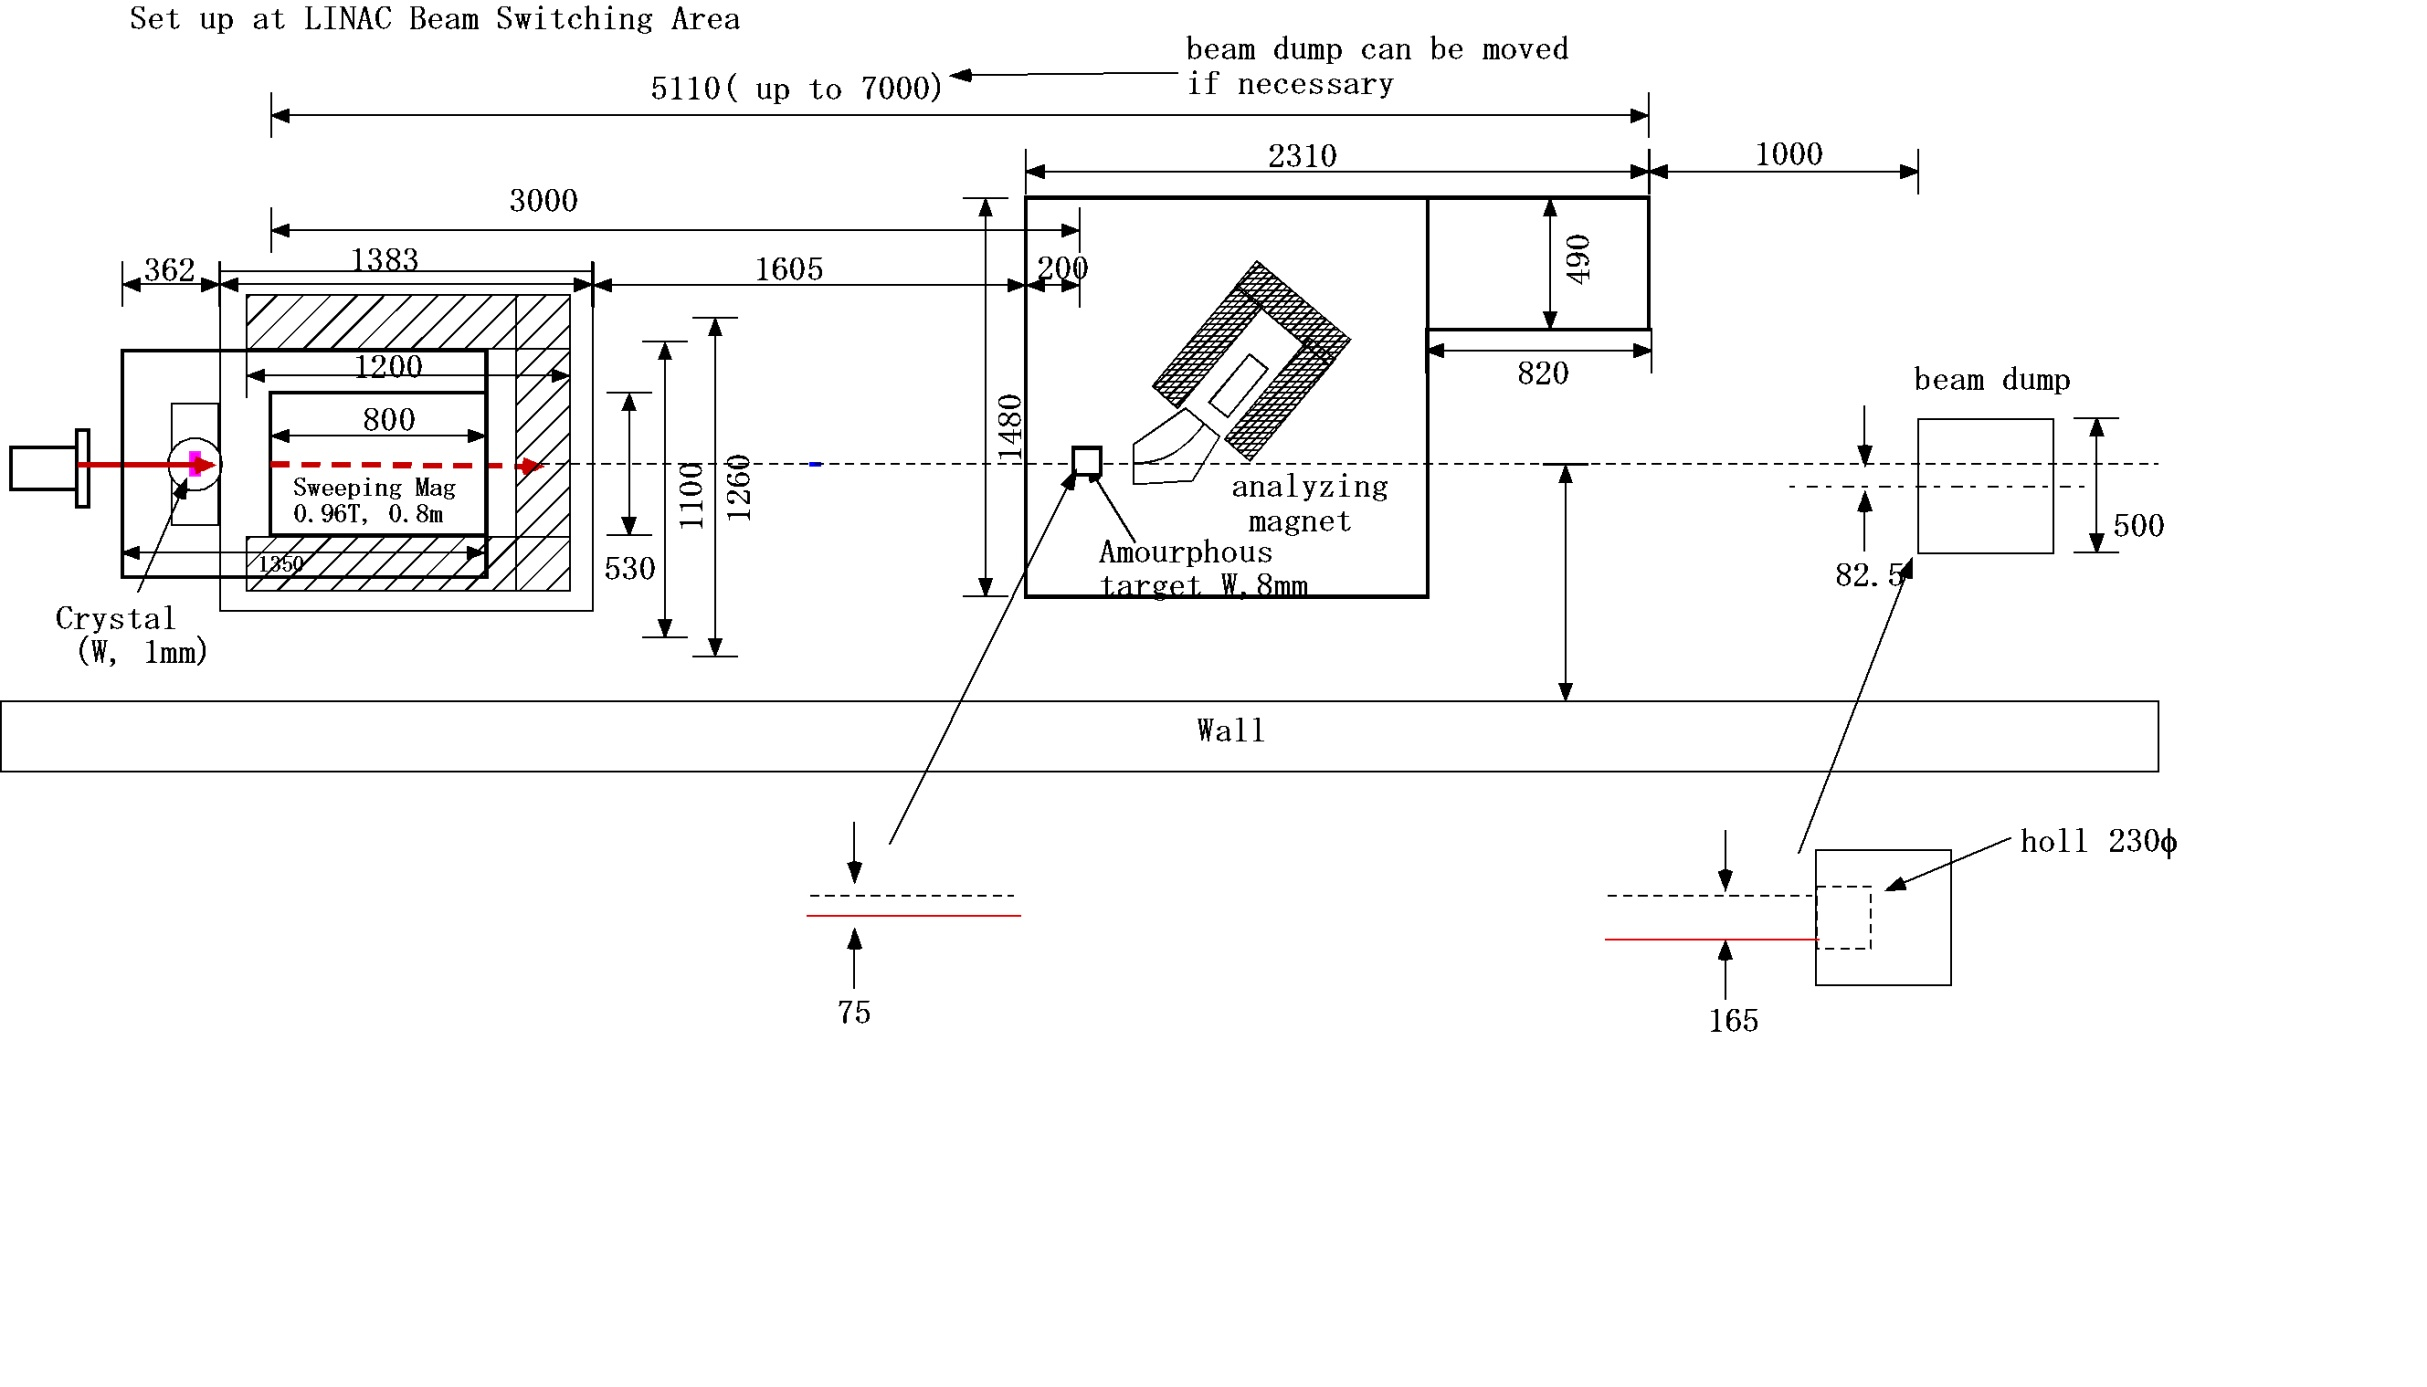 Set up at LINAC Beam Switching Area
beam dump can be moved
if necessary
5110( up to 7000)
2310
1000
3000
362
1383
1605
200
490
1200
820
800
1480
beam dump
Sweeping Mag
0.96T, 0.8m
1100
1260
analyzing
magnet
500
Amourphous
target W,8mm
1350
530
82.5
Crystal
(W, 1mm)
Wall
holl 230ϕ
75
165